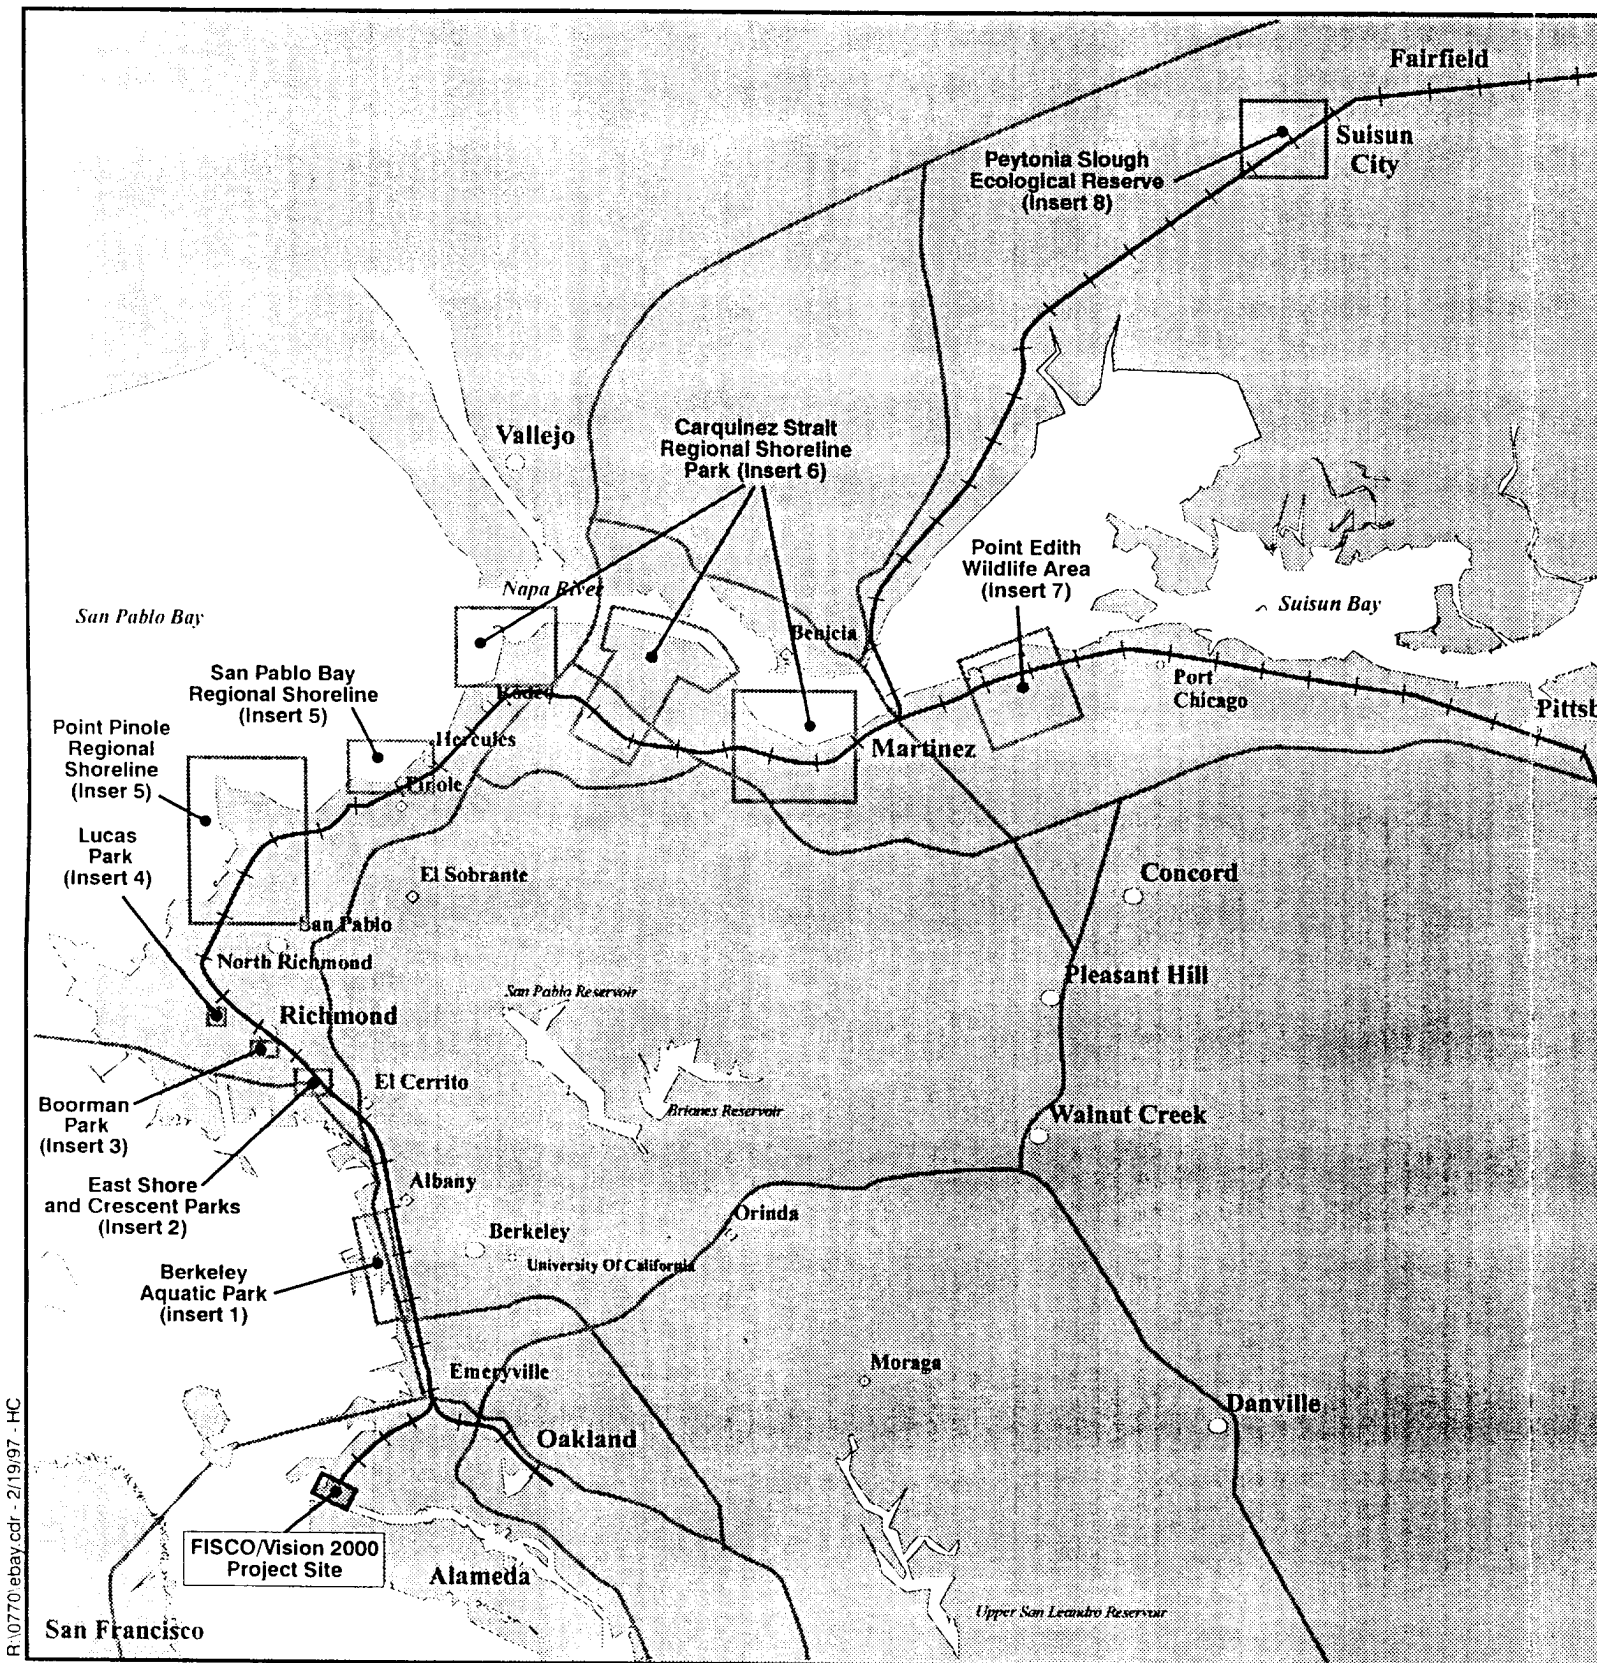 Fairfield
Suisun
City
Peytonia Slough
Ecological Reserve
(Insert 8)
Vallejo
Carquinez Strait
Regional Shoreline
Park (Insert 6)
Point Edith
Wildlife Area
(Insert 7)
Napa River
Suisun Bay
San Pablo Bay
Benicia
San Pablo Bay
Regional Shoreline
(Insert 5)
Rodeo
Port
Chicago
Pittsb
Point Pinole
Regional
Shoreline
(Inser 5)
Hercules
Martinez
Pinole
Lucas
Park
(Insert 4)
El Sobrante
Concord
San Pablo
North Richmond
Pleasant Hill
San Pablo Reservoir
Richmond
El Cerrito
Briones Reservoir
Walnut Creek
Boorman
Park
(Insert 3)
Albany
East Shore
and Crescent Parks
(Insert 2)
Orinda
Berkeley
University Of California
Berkeley
Aquatic Park
(insert 1)
Moraga
Emeryville
Danville
Oakland
FISCO/Vision 2000
Project Site
Alameda
Upper San Leandro Reservoir
San Francisco
R:\0770\ebay.cdr - 2/19/97 - HC